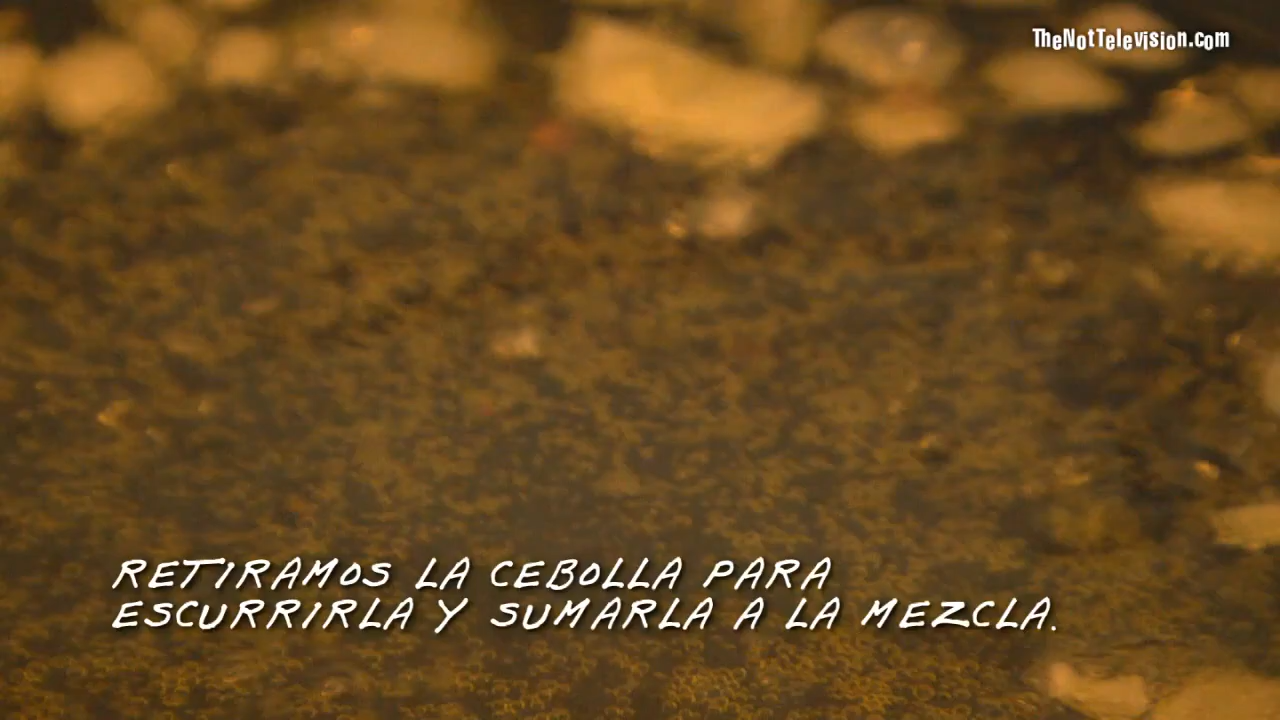 TheNotTelevision.com
RETIRAMOS LA CEBOLLA PARA
ESCURRIRLA Y SUMARLA A LA MEZCLA.